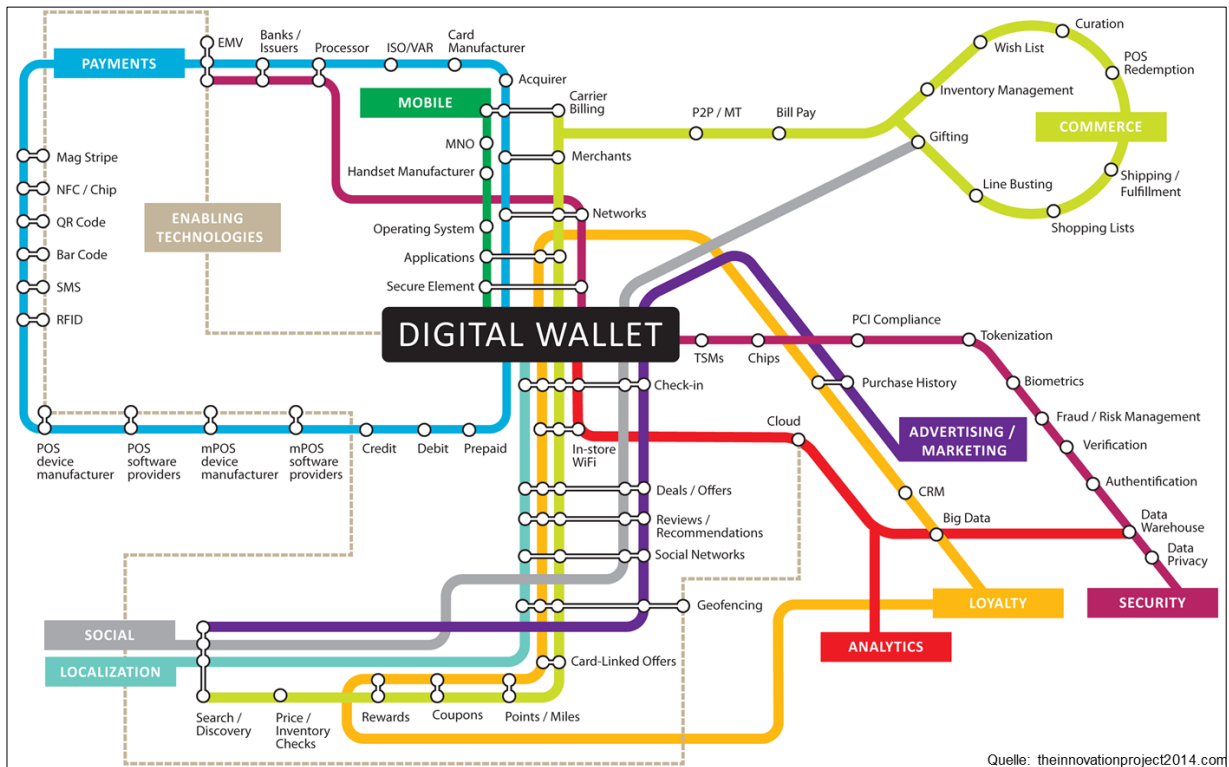 EMV
Banks /
Issuers
Processor
ISO/VAR
Card
Manufacturer
PAYMENTS
Acquirer
MOBILE
Carrier
Billing
MNO
Merchants
Handset Manufacturer
Networks
Operating System
Applications
Secure Element
P2P / MT
Bill Pay
Wish List
Curation
POS
Redemption
Inventory Management
COMMERCE
Gifting
Line Busting
Shipping /
Fulfillment
Shopping Lists
Mag Stripe
NFC / Chip
QR Code
Bar Code
SMS
RFID
ENABLING
TECHNOLOGIES
DIGITAL WALLET
TSMs
Chips
PCI Compliance
Tokenization
Biometrics
Fraud / Risk Management
Verification
Authentification
Data
Warehouse
Data
Privacy
SECURITY
Check-in
Purchase History
ADVERTISING /
MARKETING
Cloud
In-store
WiFi
CRM
Big Data
POS
device
manufacturer
POS
software
providers
mPOS
device
manufacturer
mPOS
software
providers
Credit
Debit
Prepaid
Deals / Offers
Reviews /
Recommendations
Social Networks
Geofencing
LOYALTY
ANALYTICS
SOCIAL
LOCALIZATION
Card-Linked Offers
Search /
Discovery
Price /
Inventory
Checks
Rewards
Coupons
Points / Miles
Quelle: theinnovationproject2014.com